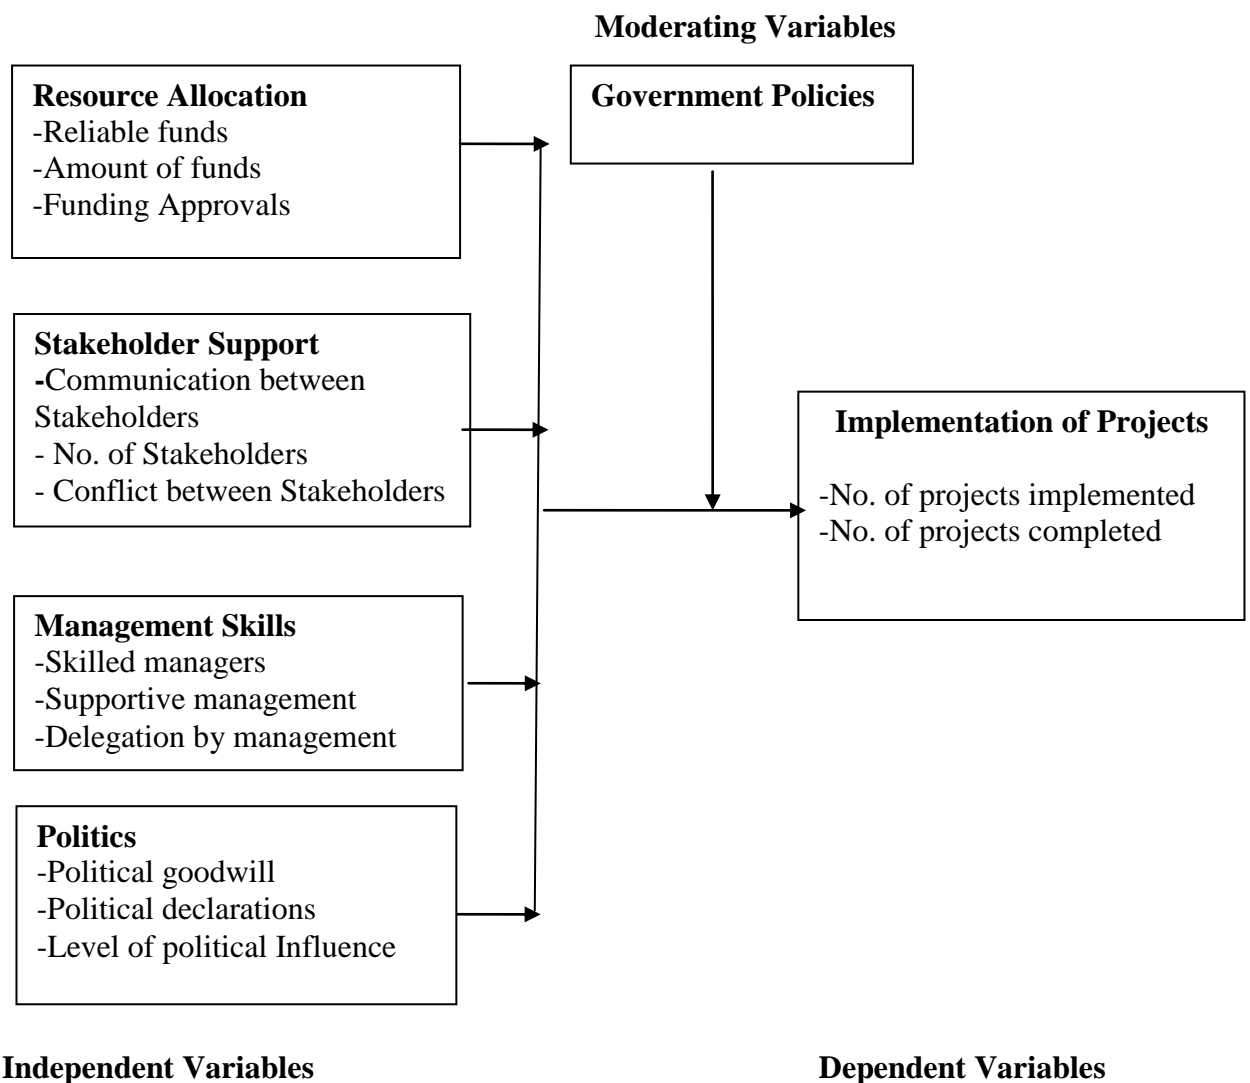 Moderating Variables
Resource Allocation
-Reliable funds
-Amount of funds
-Funding Approvals
Government Policies
Stakeholder Support
-Communication between
Stakeholders
- No. of Stakeholders
- Conflict between Stakeholders
Implementation of Projects
-No. of projects implemented
-No. of projects completed
Management Skills
-Skilled managers
-Supportive management
-Delegation by management
Politics
-Political goodwill
-Political declarations
-Level of political Influence
Independent Variables
Dependent Variables